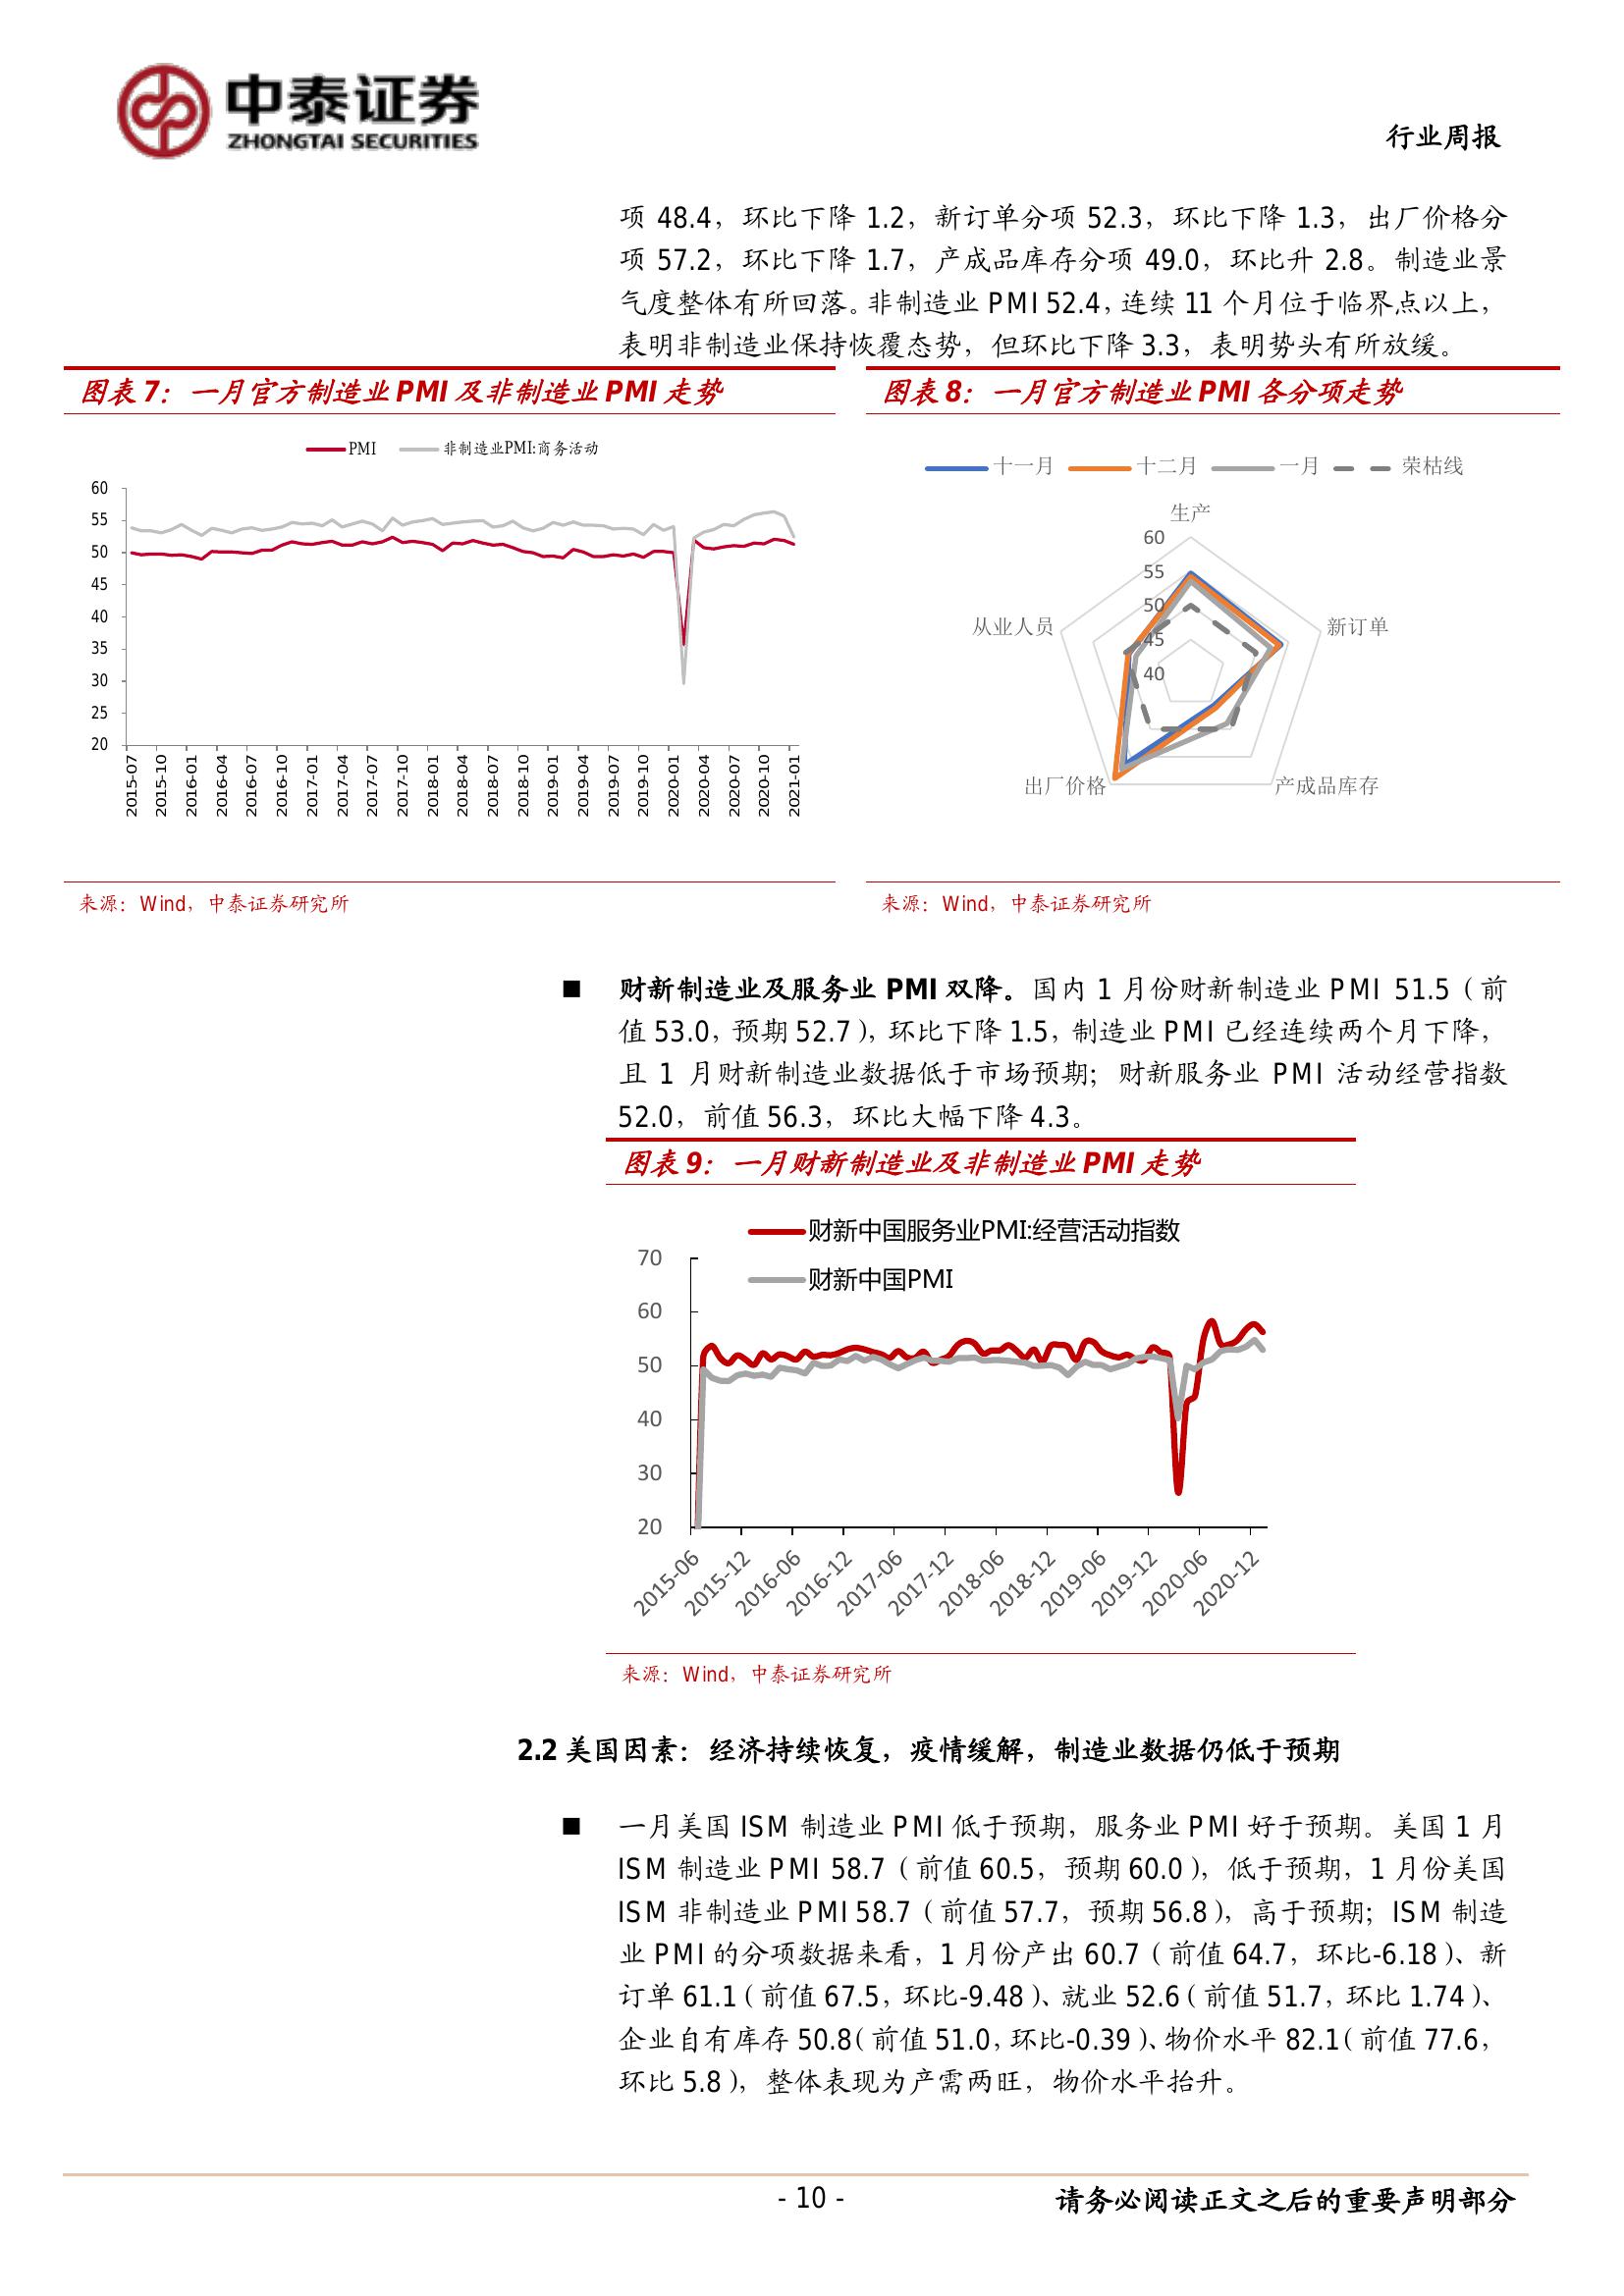 中泰证券
ZHONGTAI SECURITIES
行业周报
项 48.4，环比下降 1.2，新订单分项 52.3，环比下降 1.3，出厂价格分
项 57.2，环比下降 1.7，产成品库存分项 49.0，环比升 2.8。制造业景
气度整体有所回落。非制造业 PMI 52.4，连续 11 个月位于临界点以上，
表明非制造业保持恢覆态势，但环比下降 3.3，表明势头有所放缓。
图表 7：一月官方制造业 PMI 及非制造业 PMI 走势
PMI 非制造业PMI:商务活动
60
55
50
45
40
35
30
25
20
2015-07 2015-10 2016-01 2016-04 2016-07 2016-10 2017-01 2017-04 2017-07 2017-10 2018-01 2018-04 2018-07 2018-10 2019-01 2019-04 2019-07 2019-10 2020-01 2020-04 2020-07 2020-10 2021-01
来源：Wind，中泰证券研究所
图表 8：一月官方制造业 PMI 各分项走势
十一月 十二月 一月 荣枯线
生产
60
55
50
45
40
从业人员 新订单
出厂价格 产成品库存
来源：Wind，中泰证券研究所
■ 财新制造业及服务业 PMI 双降。国内 1 月份财新制造业 PMI 51.5（前
值 53.0，预期 52.7），环比下降 1.5，制造业 PMI 已经连续两个月下降，
且 1 月财新制造业数据低于市场预期；财新服务业 PMI 活动经营指数
52.0，前值 56.3，环比大幅下降 4.3。
图表 9：一月财新制造业及非制造业 PMI 走势
财新中国服务业PMI:经营活动指数
财新中国PMI
70
60
50
40
30
20
2015-06 2015-12 2016-06 2016-12 2017-06 2017-12 2018-06 2018-12 2019-06 2019-12 2020-06 2020-12
来源：Wind，中泰证券研究所
2.2 美国因素：经济持续恢复，疫情缓解，制造业数据仍低于预期
■ 一月美国 ISM 制造业 PMI 低于预期，服务业 PMI 好于预期。美国 1 月
ISM 制造业 PMI 58.7（前值 60.5，预期 60.0），低于预期，1 月份美国
ISM 非制造业 PMI 58.7（前值 57.7，预期 56.8），高于预期；ISM 制造
业 PMI 的分项数据来看，1 月份产出 60.7（前值 64.7，环比-6.18）、新
订单 61.1（前值 67.5，环比-9.48）、就业 52.6（前值 51.7，环比 1.74）、
企业自有库存 50.8（前值 51.0，环比-0.39）、物价水平 82.1（前值 77.6，
环比 5.8），整体表现为产需两旺，物价水平抬升。
- 10 -
请务必阅读正文之后的重要声明部分